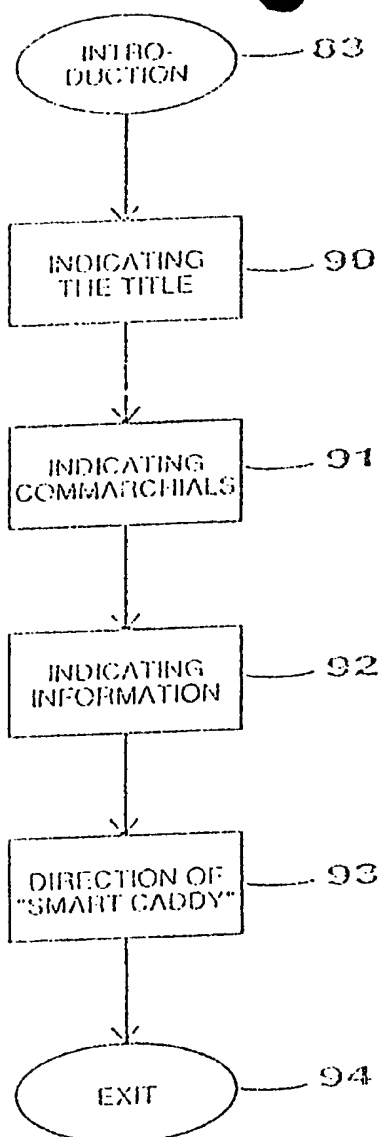 INTRO-
DUCTION
83
INDICATING
THE TITLE
90
INDICATING
COMMARCHIALS
91
INDICATING
INFORMATION
92
DIRECTION OF
"SMART CADDY"
93
EXIT
94